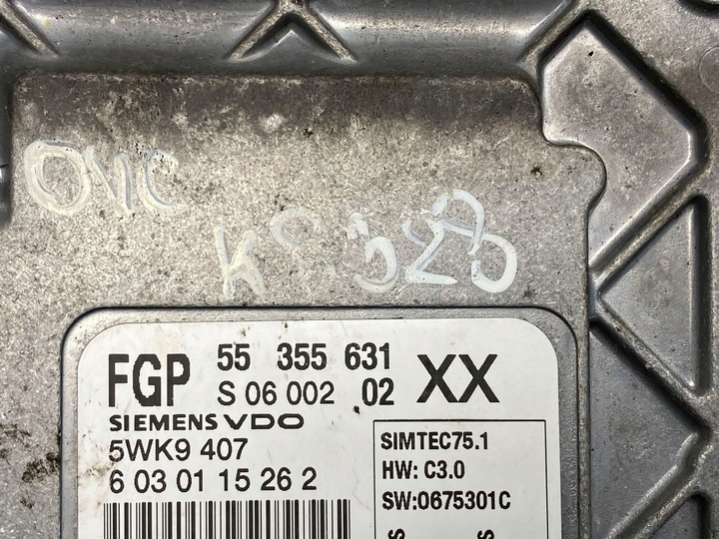 FGP 55 355 631 XX
S 06 002 02
SIEMENS VDO
5WK9 407
6 03 01 15 26 2
SIMTEC75.1
HW: C3.0
SW:0675301C